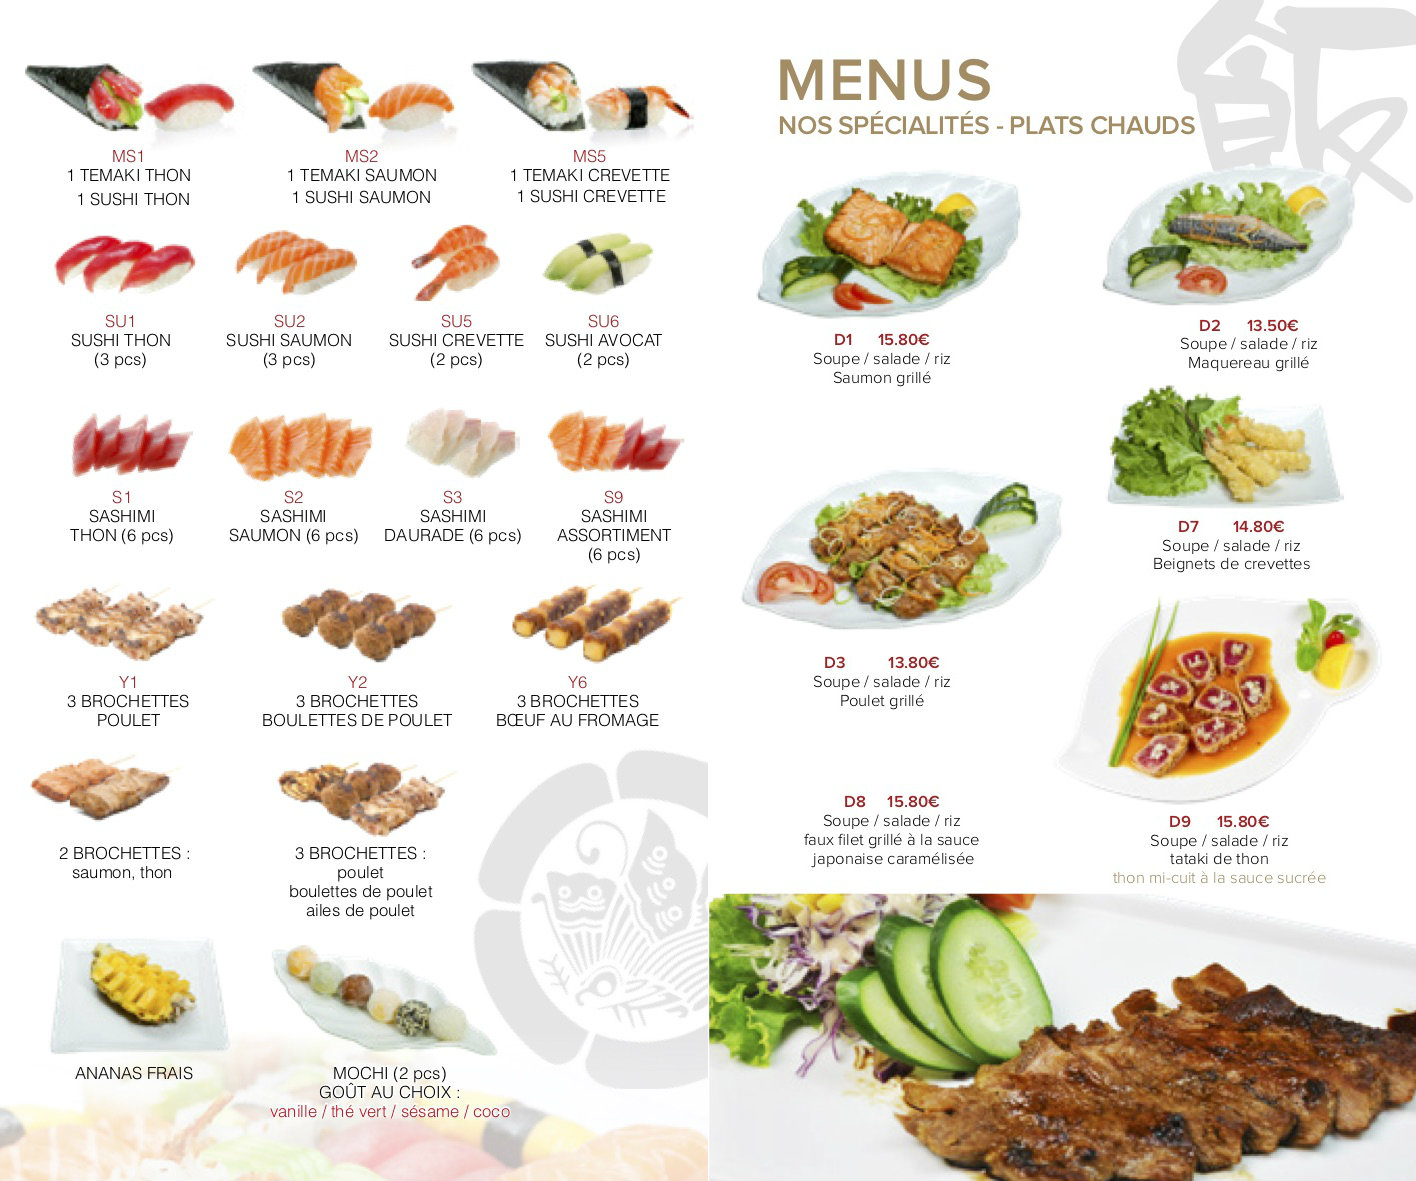 MS1
1 TEMAKI THON
1 SUSHI THON
MS2
1 TEMAKI SAUMON
1 SUSHI SAUMON
MS5
1 TEMAKI CREVETTE
1 SUSHI CREVETTE
SU1
SUSHI THON
(3 pcs)
SU2
SUSHI SAUMON
(3 pcs)
SU5
SUSHI CREVETTE
(2 pcs)
SU6
SUSHI AVOCAT
(2 pcs)
S1
SASHIMI
THON (6 pcs)
S2
SASHIMI
SAUMON (6 pcs)
S3
SASHIMI
DAURADE (6 pcs)
S9
SASHIMI
ASSORTIMENT
(6 pcs)
Y1
3 BROCHETTES
POULET
Y2
3 BROCHETTES
BOULETTES DE POULET
Y6
3 BROCHETTES
BŒUF AU FROMAGE
2 BROCHETTES :
saumon, thon
3 BROCHETTES :
poulet
boulettes de poulet
ailes de poulet
ANANAS FRAIS
MOCHI (2 pcs)
GOÛT AU CHOIX :
vanille / thé vert / sésame / coco
MENUS
NOS SPÉCIALITÉS - PLATS CHAUDS
D1 15.80€
Soupe / salade / riz
Saumon grillé
D2 13.50€
Soupe / salade / riz
Maquereau grillé
D7 14.80€
Soupe / salade / riz
Beignets de crevettes
D3 13.80€
Soupe / salade / riz
Poulet grillé
D8 15.80€
Soupe / salade / riz
faux filet grillé à la sauce
japonaise caramélisée
D9 15.80€
Soupe / salade / riz
tataki de thon
thon mi-cuit à la sauce sucrée